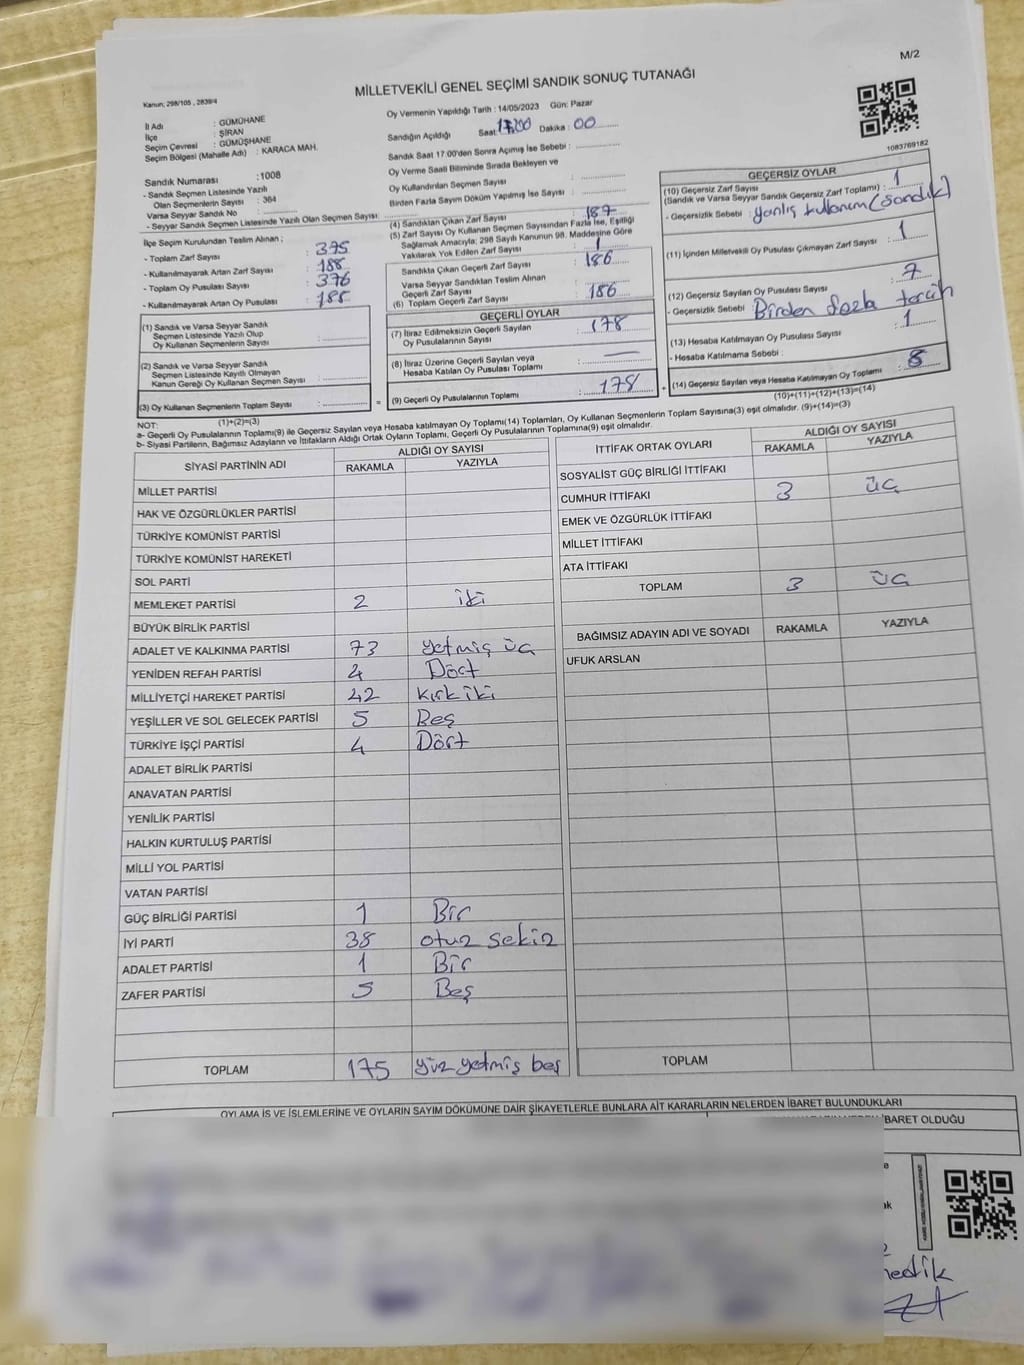 M/2
MİLLETVEKİLİ GENEL SEÇİMİ SANDIK SONUÇ TUTANAĞI
Kanun; 298/105 , 2839/4
İl Adı : GÜMÜŞHANE
İlçe : ŞİRAN
Seçim Çevresi : GÜMÜŞHANE
Seçim Bölgesi (Mahalle Adı) : KARACA MAH.
Sandık Numarası :1008
- Sandık Seçmen Listesinde Yazılı
Olan Seçmenlerin Sayısı : 364
Varsa Seyyar Sandık No :
- Seyyar Sandık Seçmen Listesinde Yazılı Olan Seçmen Sayısı :
İlçe Seçim Kurulundan Teslim Alınan ;
- Toplam Zarf Sayısı : 375
- Kullanılmayarak Artan Zarf Sayısı : 188
- Toplam Oy Pusulası Sayısı : 376
- Kullanılmayarak Artan Oy Pusulası : 188
Oy Vermenin Yapıldığı Tarih : 14/05/2023 Gün: Pazar
Sandığın Açıldığı Saat: 17,00 Dakika : 00
Sandık Saat 17:00'den Sonra Açılmış İse Sebebi :
Oy Verme Saati Bitiminde Sırada Bekleyen ve
Oy Kullandırılan Seçmen Sayısı :
Birden Fazla Sayım Döküm Yapılmış İse Sayısı :
(4) Sandıktan Çıkan Zarf Sayısı : 187
(5) Zarf Sayısı Oy Kullanan Seçmen Sayısından Fazla İse, Eşitliği
Sağlamak Amacıyla; 298 Sayılı Kanunun 98. Maddesine Göre
Yakılarak Yok Edilen Zarf Sayısı : 1
Sandıkta Çıkan Geçerli Zarf Sayısı : 186
Varsa Seyyar Sandıktan Teslim Alınan
Geçerli Zarf Sayısı :
(6) Toplam Geçerli Zarf Sayısı : 186
1083769182
GEÇERSİZ OYLAR
(10) Geçersiz Zarf Sayısı
(Sandık ve Varsa Seyyar Sandık Geçersiz Zarf Toplamı) : 1
- Geçersizlik Sebebi : yanlış kullanım (sandık)
(11) İçinden Milletvekili Oy Pusulası Çıkmayan Zarf Sayısı : 1
(12) Geçersiz Sayılan Oy Pusulası Sayısı : 7
- Geçersizlik Sebebi : Birden fazla tercih
(13) Hesaba Katılmayan Oy Pusulası Sayısı : 1
- Hesaba Katılmama Sebebi :
(14) Geçersiz Sayılan veya Hesaba Katılmayan Oy Toplamı : 8
(10)+(11)+(12)+(13)=(14)
(1) Sandık ve Varsa Seyyar Sandık
Seçmen Listesinde Yazılı Olup
Oy Kullanan Seçmenlerin Sayısı :
(2) Sandık ve Varsa Seyyar Sandık
Seçmen Listesinde Kayıtlı Olmayan
Kanun Gereği Oy Kullanan Seçmen Sayısı :
(3) Oy Kullanan Seçmenlerin Toplam Sayısı :
(1)+(2)=(3)
GEÇERLİ OYLAR
(7) İtiraz Edilmeksizin Geçerli Sayılan
Oy Pusulalarının Sayısı : 178
(8) İtiraz Üzerine Geçerli Sayılan veya
Hesaba Katılan Oy Pusulası Toplamı : —
= (9) Geçerli Oy Pusulalarının Toplamı : 178 +
NOT:
a- Geçerli Oy Pusulalarının Toplamı(9) ile Geçersiz Sayılan veya Hesaba katılmayan Oy Toplamı(14) Toplamları, Oy Kullanan Seçmenlerin Toplam Sayısına(3) eşit olmalıdır. (9)+(14)=(3)
b- Siyasi Partilerin, Bağımsız Adayların ve İttifakların Aldığı Ortak Oyların Toplamı, Geçerli Oy Pusulalarının Toplamına(9) eşit olmalıdır.
SİYASİ PARTİNİN ADI ALDIĞI OY SAYISI
RAKAMLA YAZIYLA
MİLLET PARTİSİ
HAK VE ÖZGÜRLÜKLER PARTİSİ
TÜRKİYE KOMÜNİST PARTİSİ
TÜRKİYE KOMÜNİST HAREKETİ
SOL PARTİ
MEMLEKET PARTİSİ 2 iki
BÜYÜK BİRLİK PARTİSİ
ADALET VE KALKINMA PARTİSİ 73 yetmiş üç
YENİDEN REFAH PARTİSİ 4 Dört
MİLLİYETÇİ HAREKET PARTİSİ 42 kırk iki
YEŞİLLER VE SOL GELECEK PARTİSİ 5 Beş
TÜRKİYE İŞÇİ PARTİSİ 4 Dört
ADALET BİRLİK PARTİSİ
ANAVATAN PARTİSİ
YENİLİK PARTİSİ
HALKIN KURTULUŞ PARTİSİ
MİLLİ YOL PARTİSİ
VATAN PARTİSİ
GÜÇ BİRLİĞİ PARTİSİ 1 Bir
İYİ PARTİ 38 otuz sekiz
ADALET PARTİSİ 1 Bir
ZAFER PARTİSİ 5 Beş
TOPLAM 175 yüz yetmiş beş
İTTİFAK ORTAK OYLARI ALDIĞI OY SAYISI
RAKAMLA YAZIYLA
SOSYALİST GÜÇ BİRLİĞİ İTTİFAKI
CUMHUR İTTİFAKI 3 üç
EMEK VE ÖZGÜRLÜK İTTİFAKI
MİLLET İTTİFAKI
ATA İTTİFAKI
TOPLAM 3 üç
BAĞIMSIZ ADAYIN ADI VE SOYADI RAKAMLA YAZIYLA
UFUK ARSLAN
TOPLAM
OYLAMA İŞ VE İŞLEMLERİNE VE OYLARIN SAYIM DÖKÜMÜNE DAİR ŞİKAYETLERLE BUNLARA AİT KARARLARIN NELERDEN İBARET BULUNDUKLARI
İBARET OLDUĞU